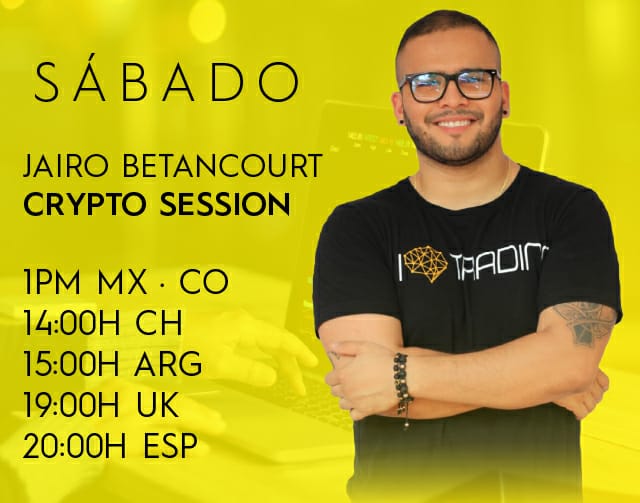 SÁBADO
JAIRO BETANCOURT
CRYPTO SESSION
1PM MX · CO
14:00H CH
15:00H ARG
19:00H UK
20:00H ESP
I TRADING